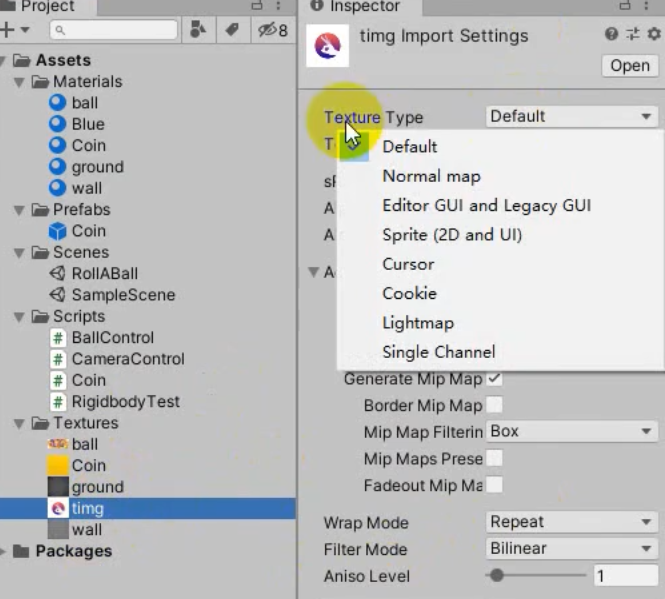 Project
Inspector
8
timg Import Settings
Open
Assets
Materials
ball
Blue
Coin
ground
wall
Prefabs
Coin
Scenes
RollABall
SampleScene
Scripts
# BallControl
# CameraControl
# Coin
# RigidbodyTest
Textures
ball
Coin
ground
timg
wall
Packages
Texture Type
Default
Default
Normal map
Editor GUI and Legacy GUI
Sprite (2D and UI)
Cursor
Cookie
Lightmap
Single Channel
Generate Mip Map
Border Mip Map
Mip Map Filterin Box
Mip Maps Prese
Fadeout Mip Ma
Wrap Mode Repeat
Filter Mode Bilinear
Aniso Level 1